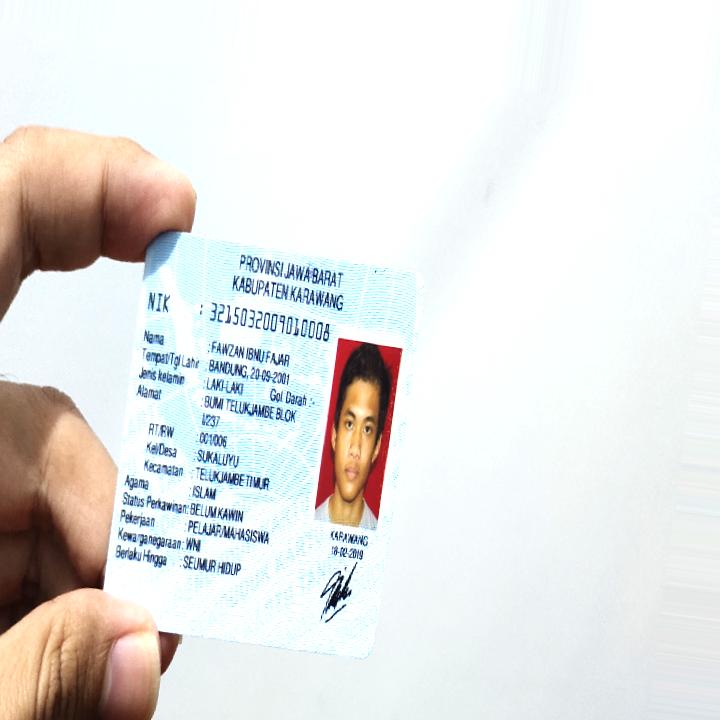 PROVINSI JAWA BARAT
KABUPATEN KARAWANG
NIK : 3215032009010008
Nama : FAWZAN IBNU FAJAR
Tempat/Tgl Lahir : BANDUNG, 20-09-2001
Jenis kelamin : LAKI-LAKI Gol Darah :-
Alamat : BUMI TELUKJAMBE BLOK
I/237
RT/RW : 001/006
Kel/Desa : SUKALUYU
Kecamatan : TELUKJAMBE TIMUR
Agama : ISLAM
Status Perkawinan: BELUM KAWIN
Pekerjaan : PELAJAR/MAHASISWA
Kewarganegaraan: WNI
Berlaku Hingga : SEUMUR HIDUP
KARAWANG
18-02-2019